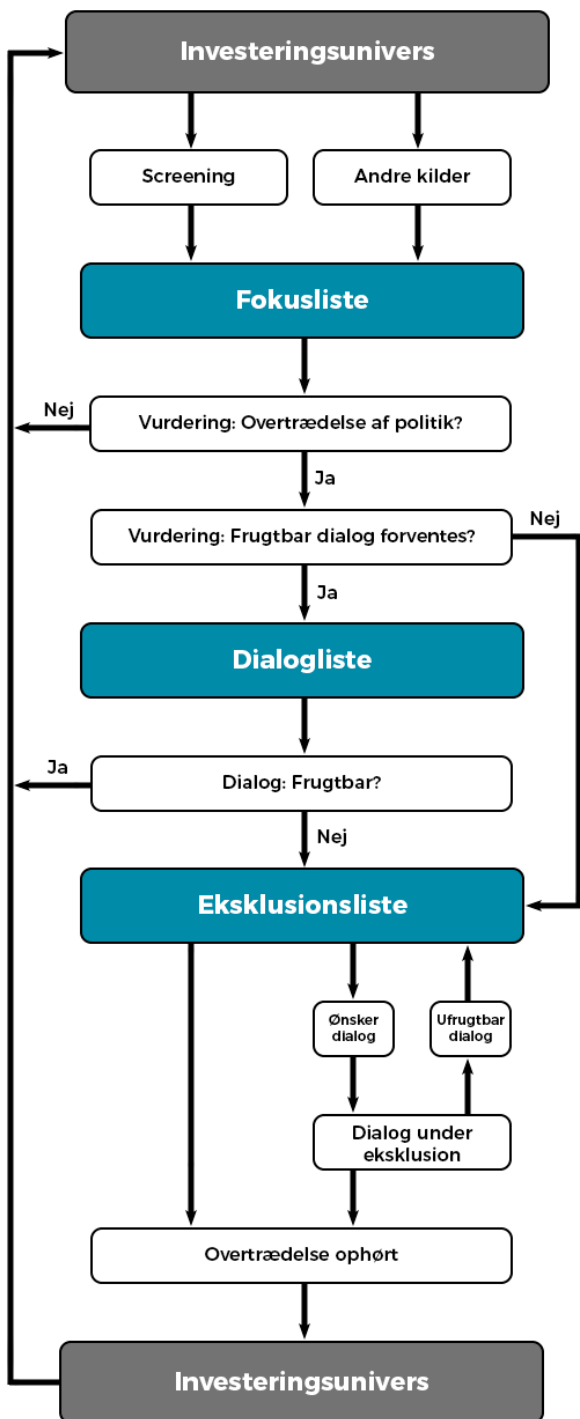 Investeringsunivers
Screening
Andre kilder
Fokusliste
Nej
Vurdering: Overtrædelse af politik?
Ja
Nej
Vurdering: Frugtbar dialog forventes?
Ja
Dialogliste
Ja
Dialog: Frugtbar?
Nej
Eksklusionsliste
Ønsker
dialog
Ufrugtbar
dialog
Dialog under
eksklusion
Overtrædelse ophørt
Investeringsunivers